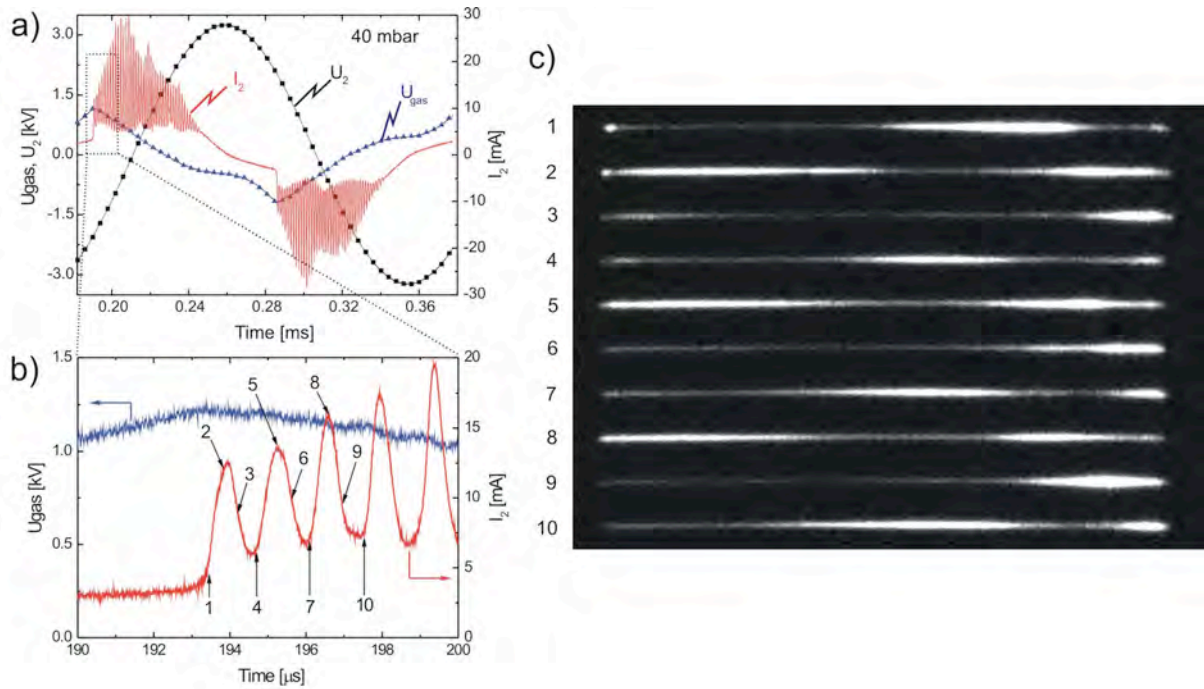 a)
40 mbar
I₂
U₂
Ugas
Ugas, U₂ [kV]
3.5
3.0
1.5
0.0
-1.5
-3.0
I₂ [mA]
30
20
10
0
-10
-20
-30
0.20 0.24 0.28 0.32 0.36
Time [ms]
b)
Ugas [kV]
1.5
1.0
0.5
0.0
I₂ [mA]
20
15
10
5
0
2
3
5
6
8
9
1
4
7
10
190 192 194 196 198 200
Time [µs]
c)
1
2
3
4
5
6
7
8
9
10